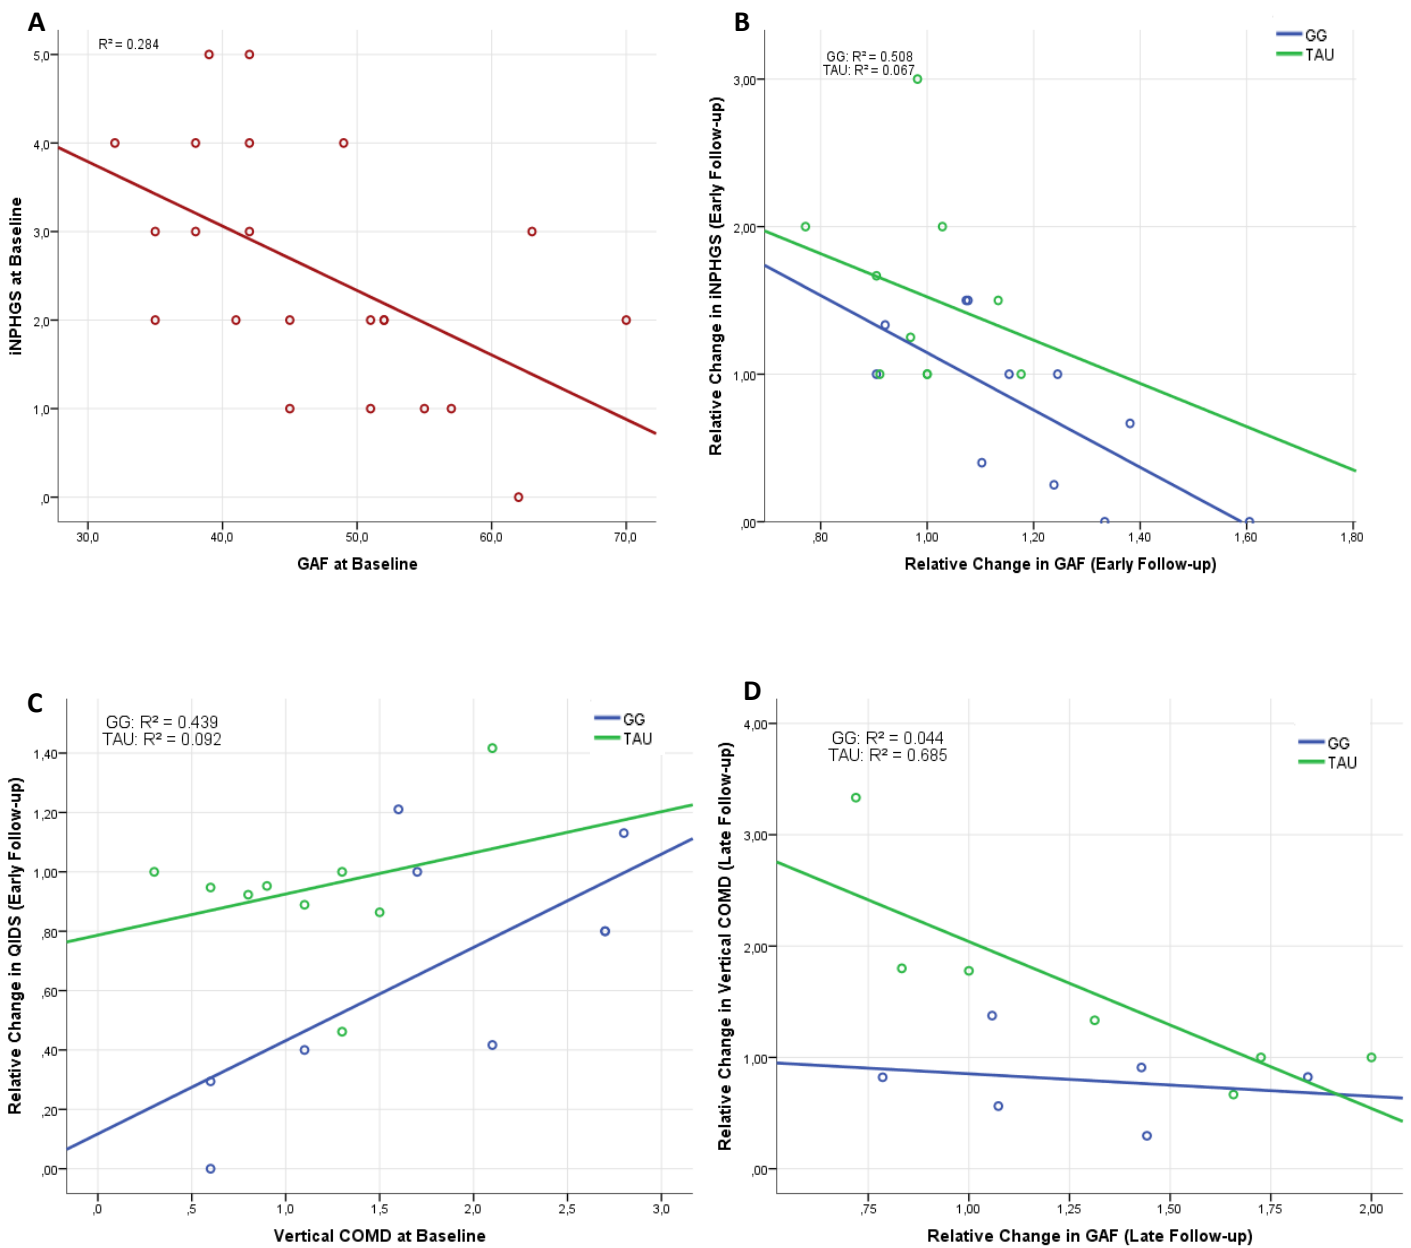 A
R² = 0.284
5,0
4,0
3,0
2,0
1,0
,0
30,0
40,0
50,0
60,0
70,0
iNPHGS at Baseline
GAF at Baseline
B
GG: R² = 0.508
TAU: R² = 0.067
GG
TAU
3,00
2,00
1,00
,00
,80
1,00
1,20
1,40
1,60
1,80
Relative Change in iNPHGS (Early Follow-up)
Relative Change in GAF (Early Follow-up)
C
GG: R² = 0.439
TAU: R² = 0.092
GG
TAU
1,40
1,20
1,00
,80
,60
,40
,20
,00
,0
,5
1,0
1,5
2,0
2,5
3,0
Relative Change in QIDS (Early Follow-up)
Vertical COMD at Baseline
D
GG: R² = 0.044
TAU: R² = 0.685
GG
TAU
4,00
3,00
2,00
1,00
,00
,75
1,00
1,25
1,50
1,75
2,00
Relative Change in Vertical COMD (Late Follow-up)
Relative Change in GAF (Late Follow-up)